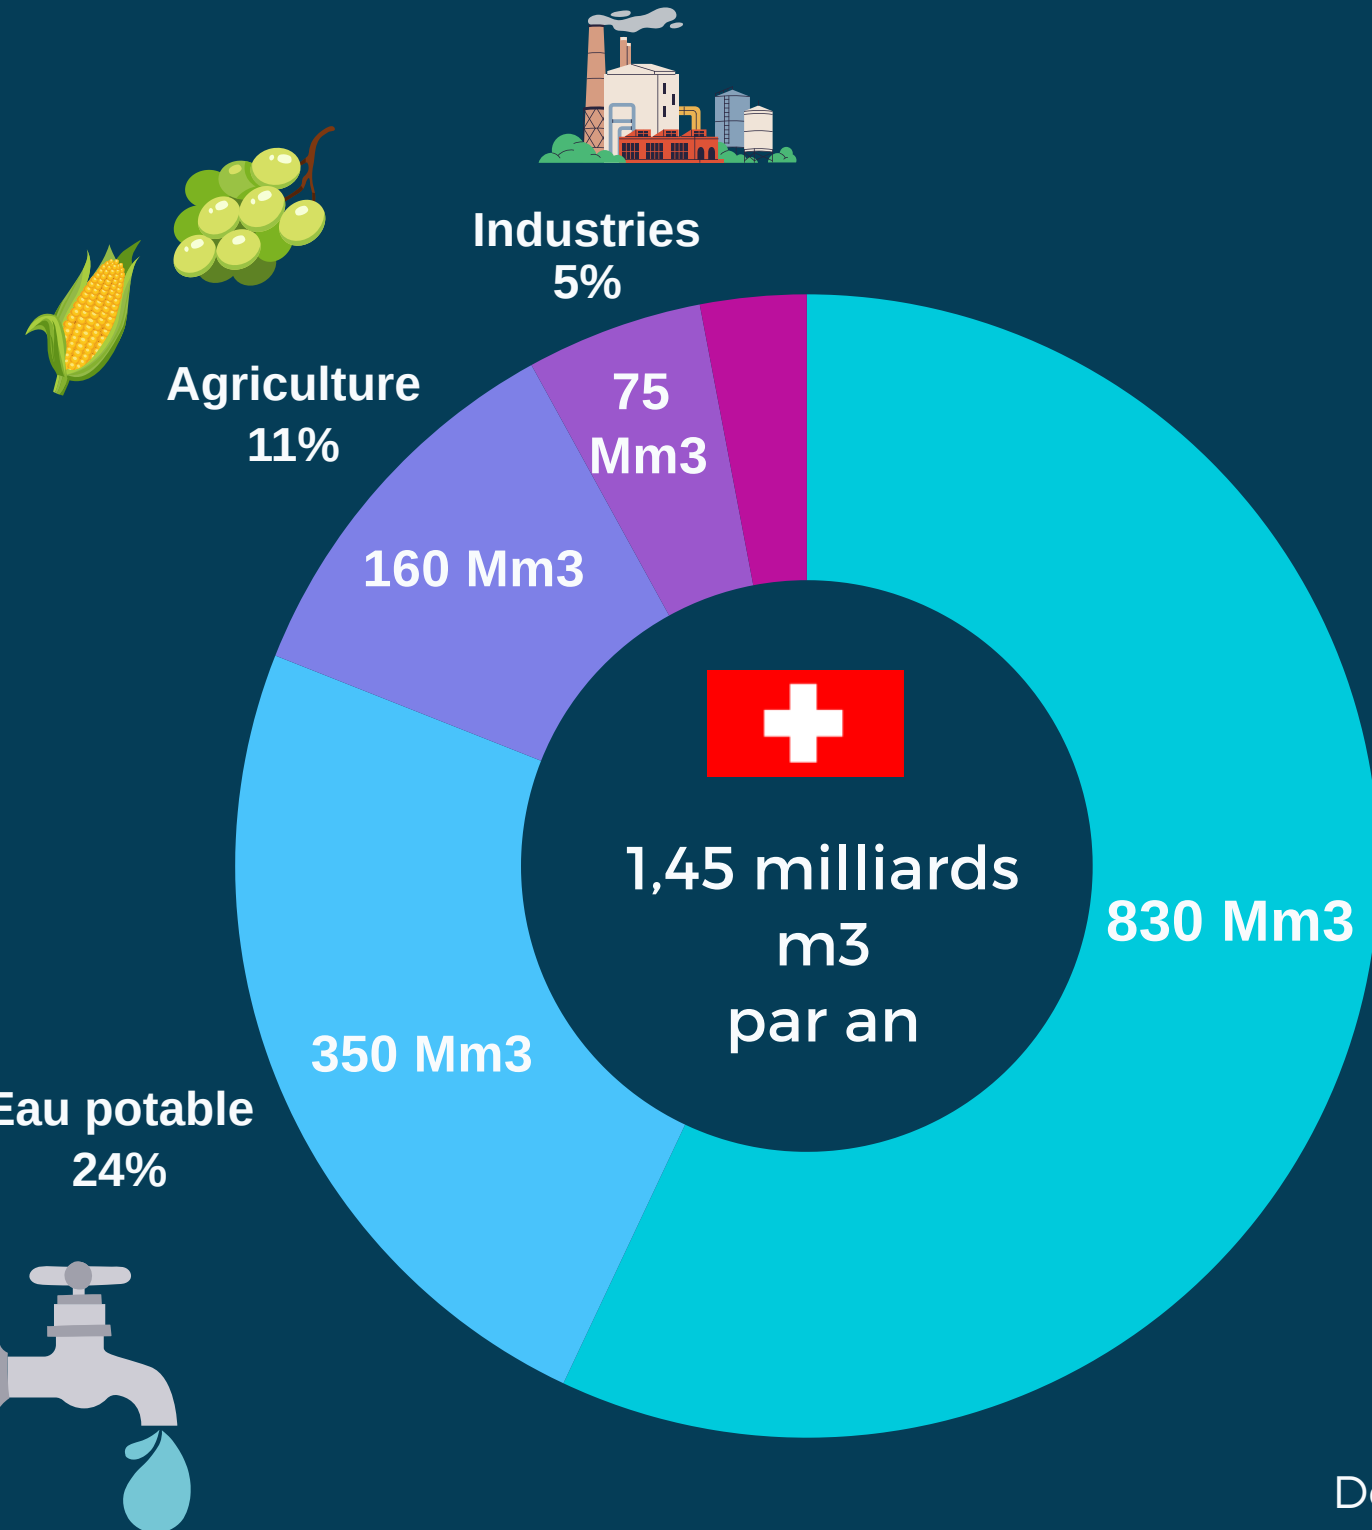 Industries
5%
Agriculture
11%
75
Mm3
160 Mm3
1,45 milliards
m3
par an
830 Mm3
350 Mm3
Eau potable
24%